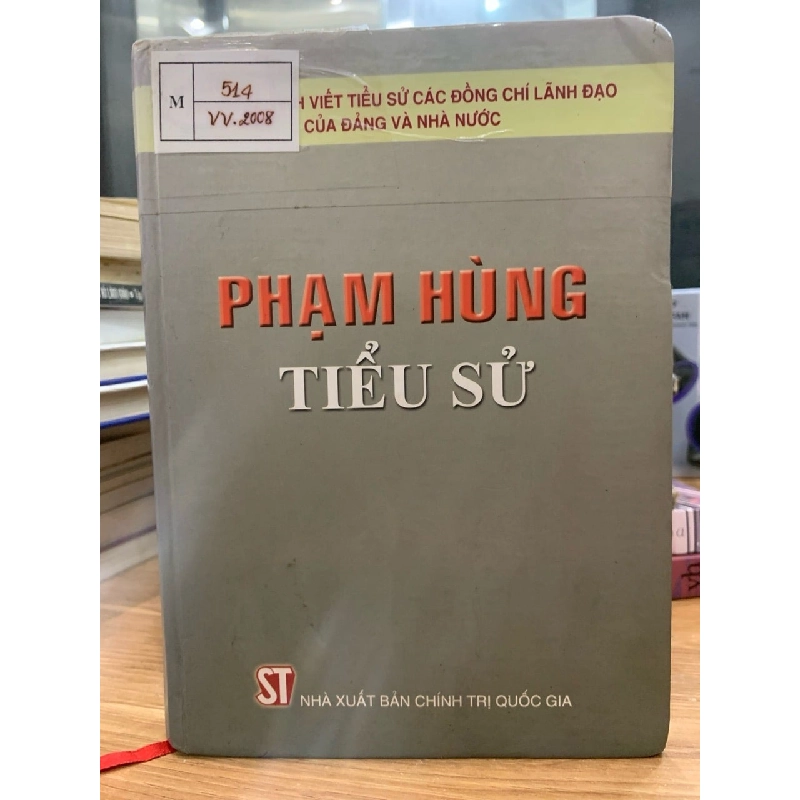 M
514
VV.2008
VIẾT TIỂU SỬ CÁC ĐỒNG CHÍ LÃNH ĐẠO
CỦA ĐẢNG VÀ NHÀ NƯỚC
PHẠM HÙNG
TIỂU SỬ
ST
NHÀ XUẤT BẢN CHÍNH TRỊ QUỐC GIA